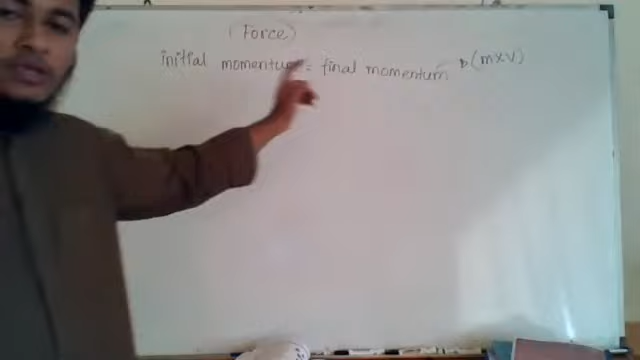 (Force)
initial momentum = final momentum (m×v)